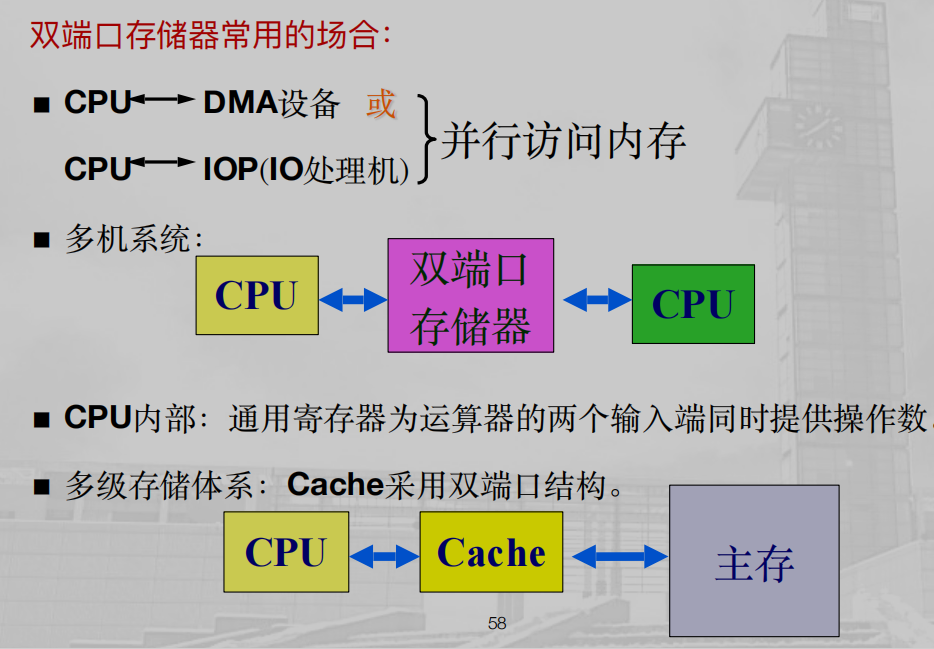 双端口存储器常用的场合：
■ CPU DMA设备 或
CPU IOP(IO处理机)
并行访问内存
■ 多机系统：
CPU
双端口
存储器
CPU
■ CPU内部：通用寄存器为运算器的两个输入端同时提供操作数。
■ 多级存储体系：Cache采用双端口结构。
CPU
Cache
主存
58